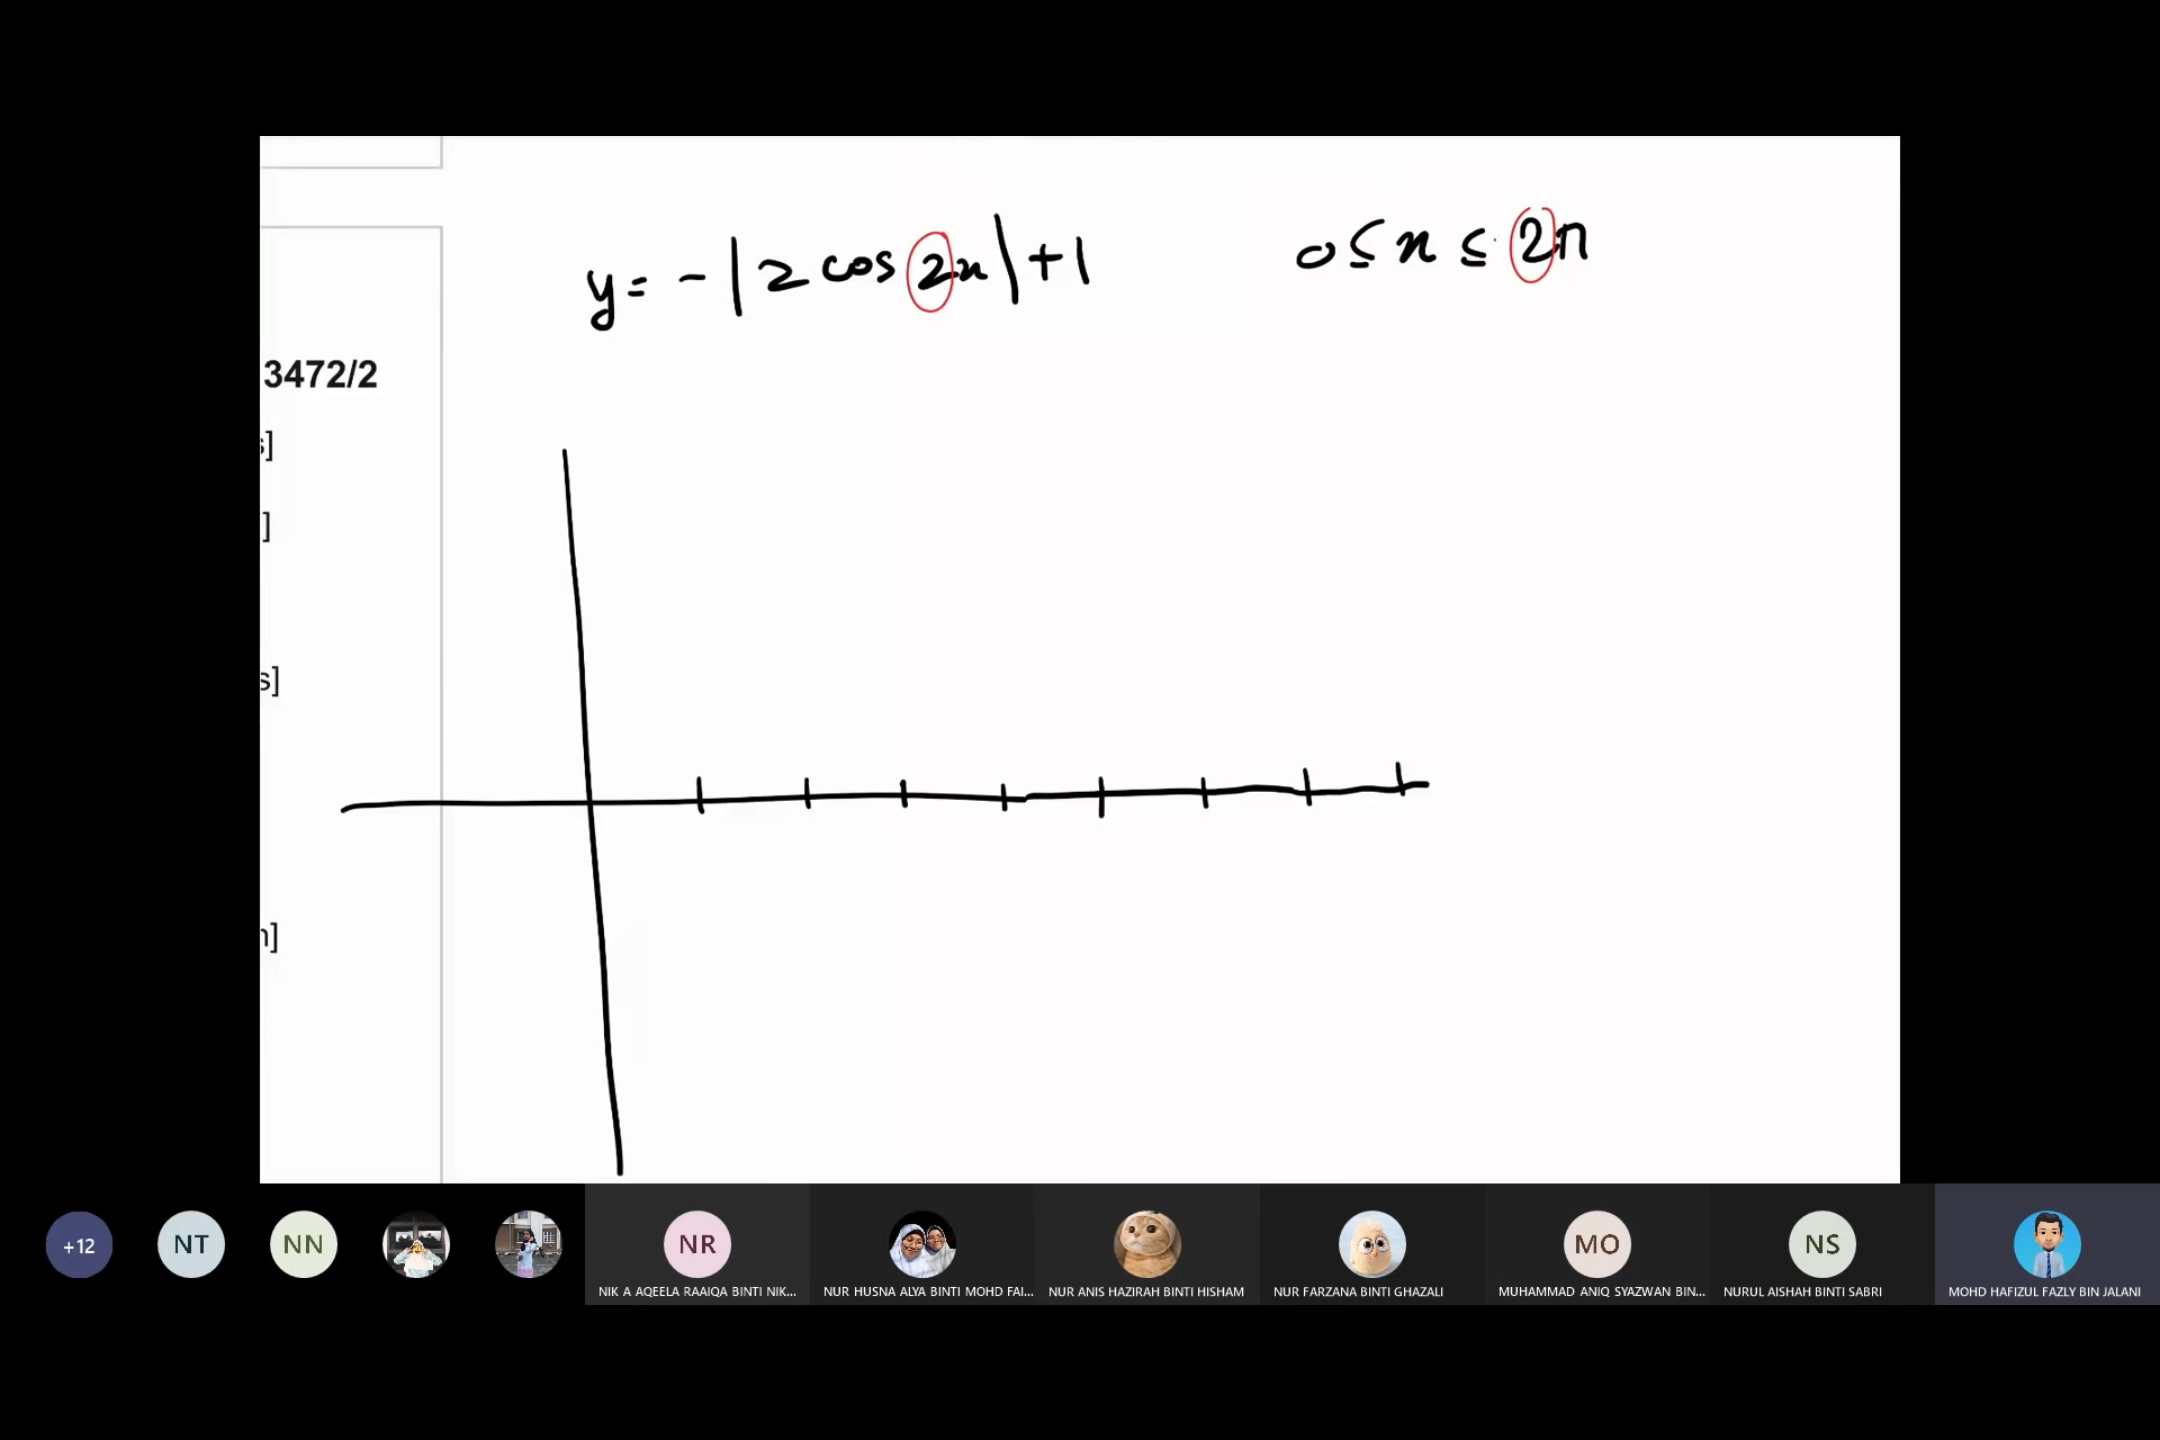 y = -|2 cos 2x| + 1 0 ≤ x ≤ 2π
3472/2
s]
]
s]
n]
+12
NT
NN
NR
MO
NS
NIK A AQEELA RAAIQA BINTI NIK...
NUR HUSNA ALYA BINTI MOHD FAI...
NUR ANIS HAZIRAH BINTI HISHAM
NUR FARZANA BINTI GHAZALI
MUHAMMAD ANIQ SYAZWAN BIN...
NURUL AISHAH BINTI SABRI
MOHD HAFIZUL FAZLY BIN JALANI